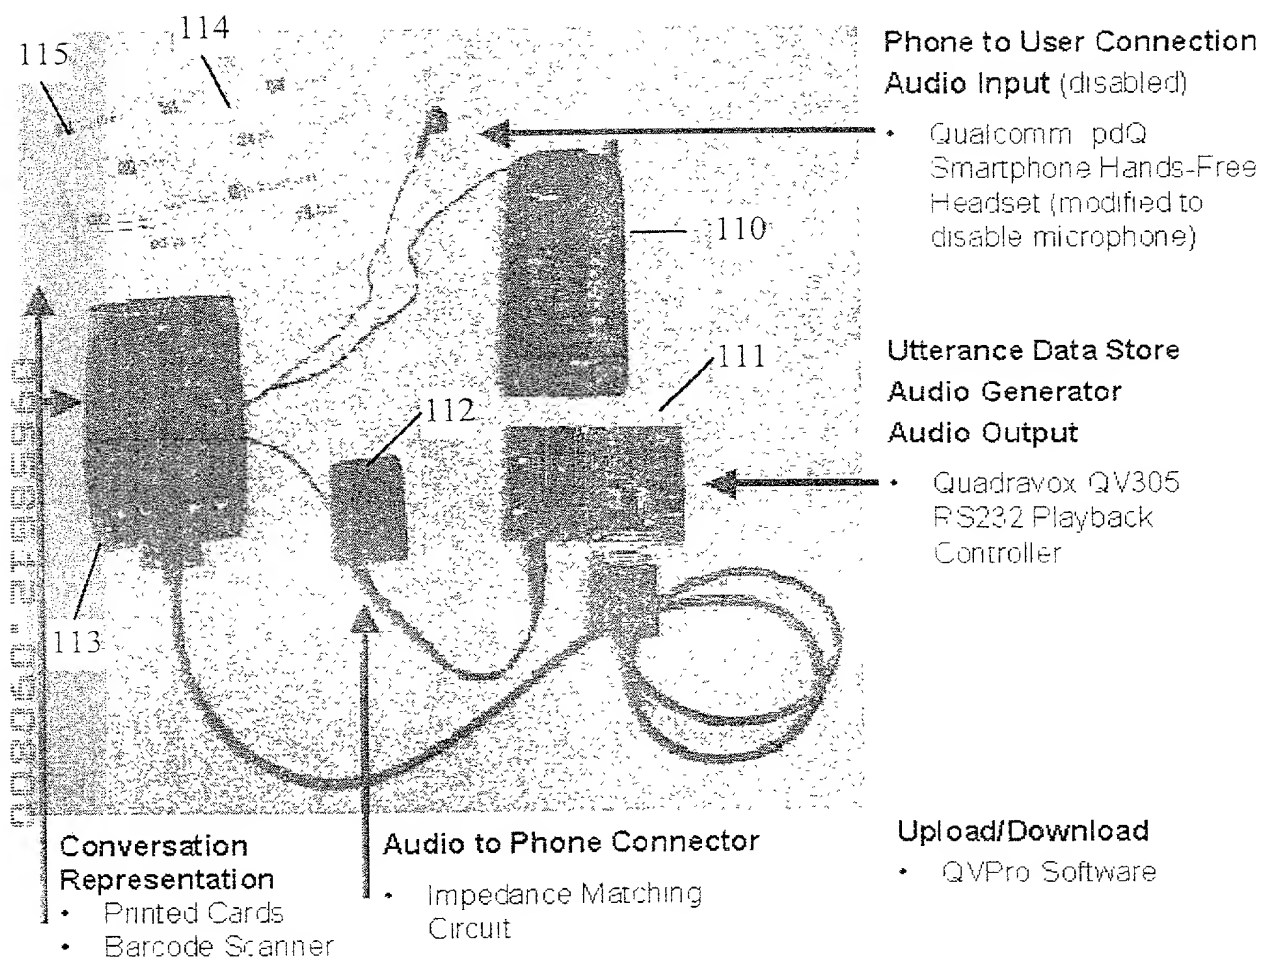 115
114
Phone to User Connection
Audio Input (disabled)
• Qualcomm pdQ
Smartphone Hands-Free
Headset (modified to
disable microphone)
110
111
112
Utterance Data Store
Audio Generator
Audio Output
• Quadravox QV305
RS232 Playback
Controller
113
Conversation
Representation
• Printed Cards
• Barcode Scanner
Audio to Phone Connector
• Impedance Matching
Circuit
Upload/Download
• QVPro Software